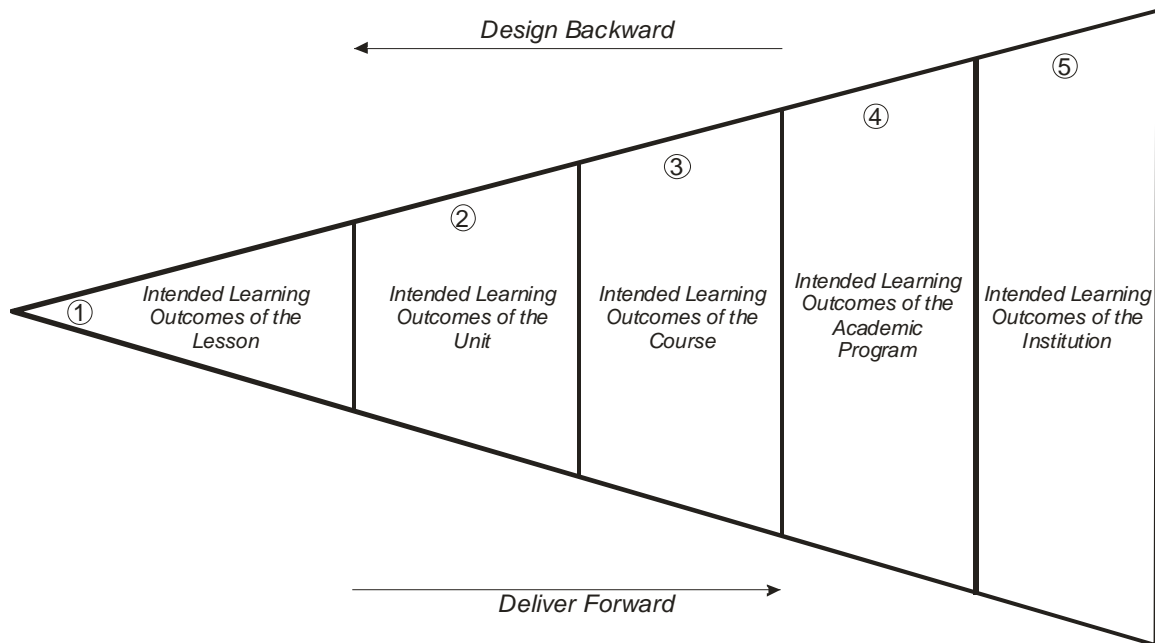 Design Backward
①
Intended Learning
Outcomes of the
Lesson
②
Intended Learning
Outcomes of the
Unit
③
Intended Learning
Outcomes of the
Course
④
Intended Learning
Outcomes of the
Academic
Program
⑤
Intended Learning
Outcomes of the
Institution
Deliver Forward